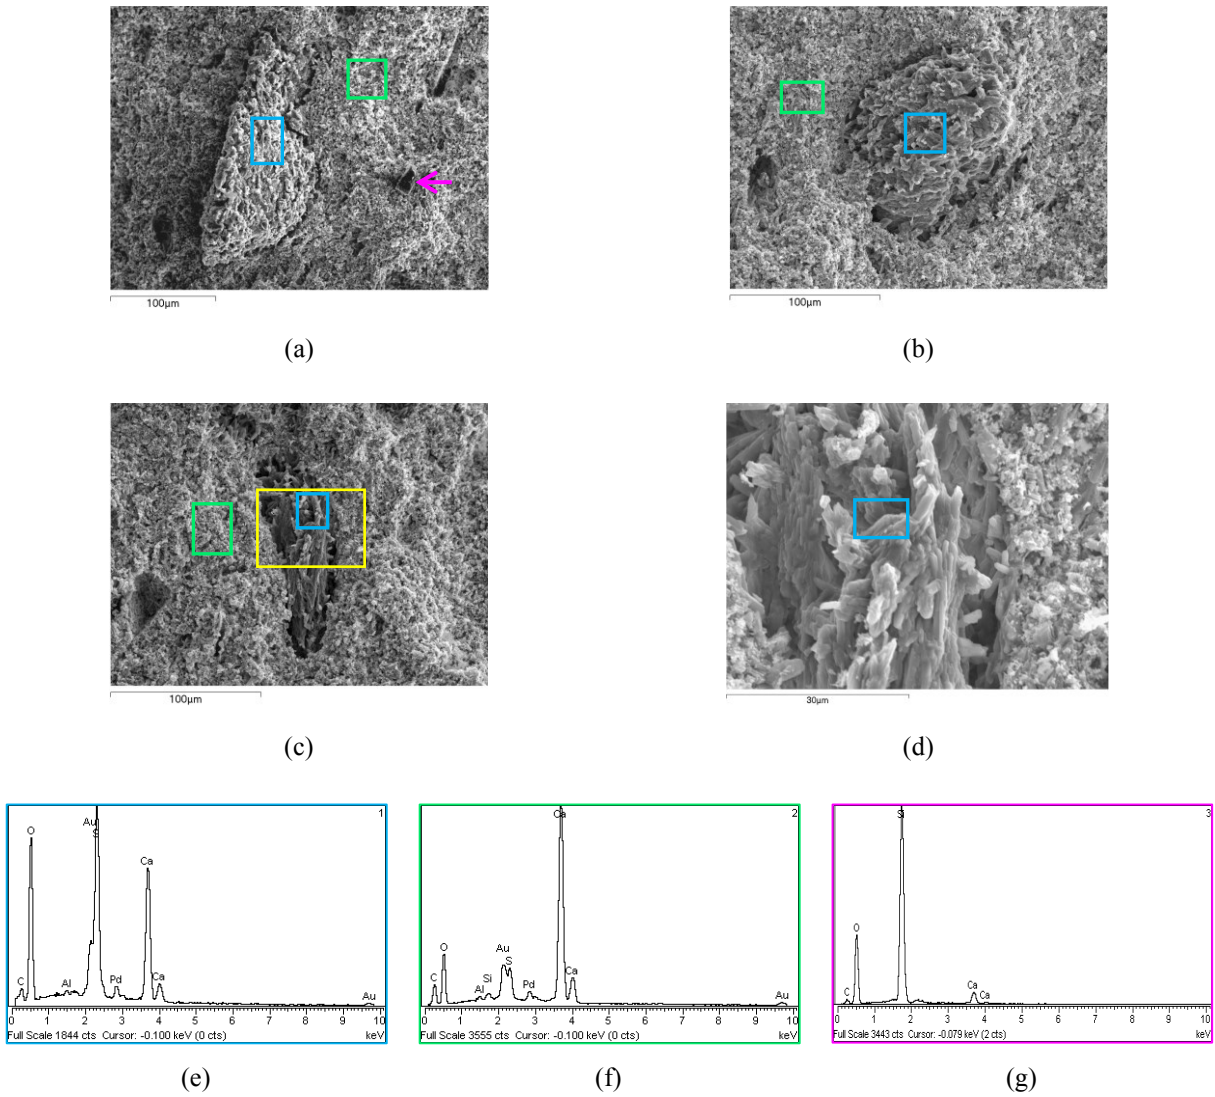 100µm
100µm
(a)
(b)
100µm
30µm
(c)
(d)
1
Au
S
O
Ca
C
Al
Pd
Ca
Au
0 1 2 3 4 5 6 7 8 9 10
Full Scale 1844 cts Cursor: -0.100 keV (0 cts) keV
2
Ca
O
Au
S
C
Al
Si
Pd
Ca
Au
0 1 2 3 4 5 6 7 8 9 10
Full Scale 3555 cts Cursor: -0.100 keV (0 cts) keV
3
Si
O
C
Ca
Ca
0 1 2 3 4 5 6 7 8 9 10
Full Scale 3443 cts Cursor: -0.079 keV (2 cts) keV
(e)
(f)
(g)